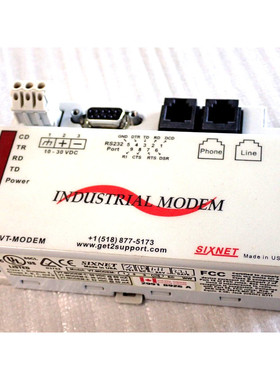 GND DTR TD RD DCD
RS232 5 4 3 2 1
Port 9 8 7 6
RI CTS RTS DSR
Phone
Line
CD
TR
RD
TD
Power
1 2 3
10 - 30 VDC
INDUSTRIAL MODEM
VT-MODEM
+1 (518) 877-5173
www.get2support.com
SIXNET
Made in US
SIXNET
FCC